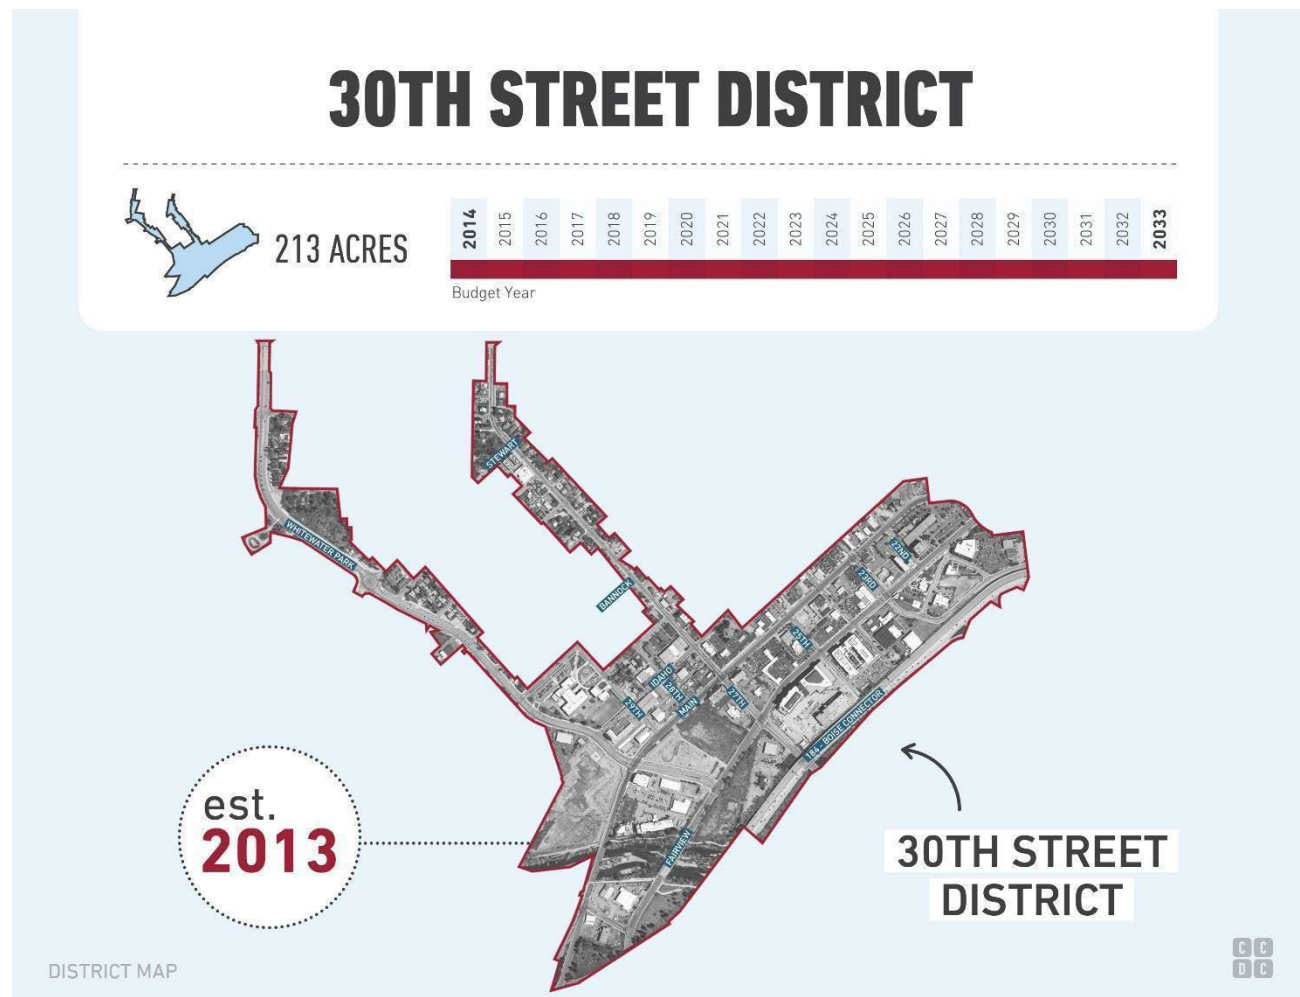 30TH STREET DISTRICT
213 ACRES
2014 2015 2016 2017 2018 2019 2020 2021 2022 2023 2024 2025 2026 2027 2028 2029 2030 2031 2032 2033
Budget Year
STEWART
WHITEWATER PARK
22ND
23RD
BANNOCK
25TH
IDAHO
28TH
27TH
29TH
MAIN
184 - BOISE CONNECTOR
FAIRVIEW
est.
2013
30TH STREET
DISTRICT
DISTRICT MAP
CC
DC